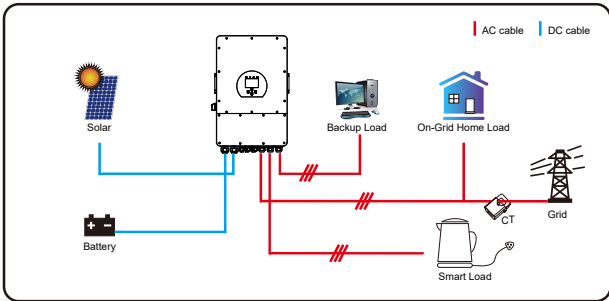 AC cable
DC cable
Solar
Backup Load
On-Grid Home Load
CT
Grid
Battery
Smart Load